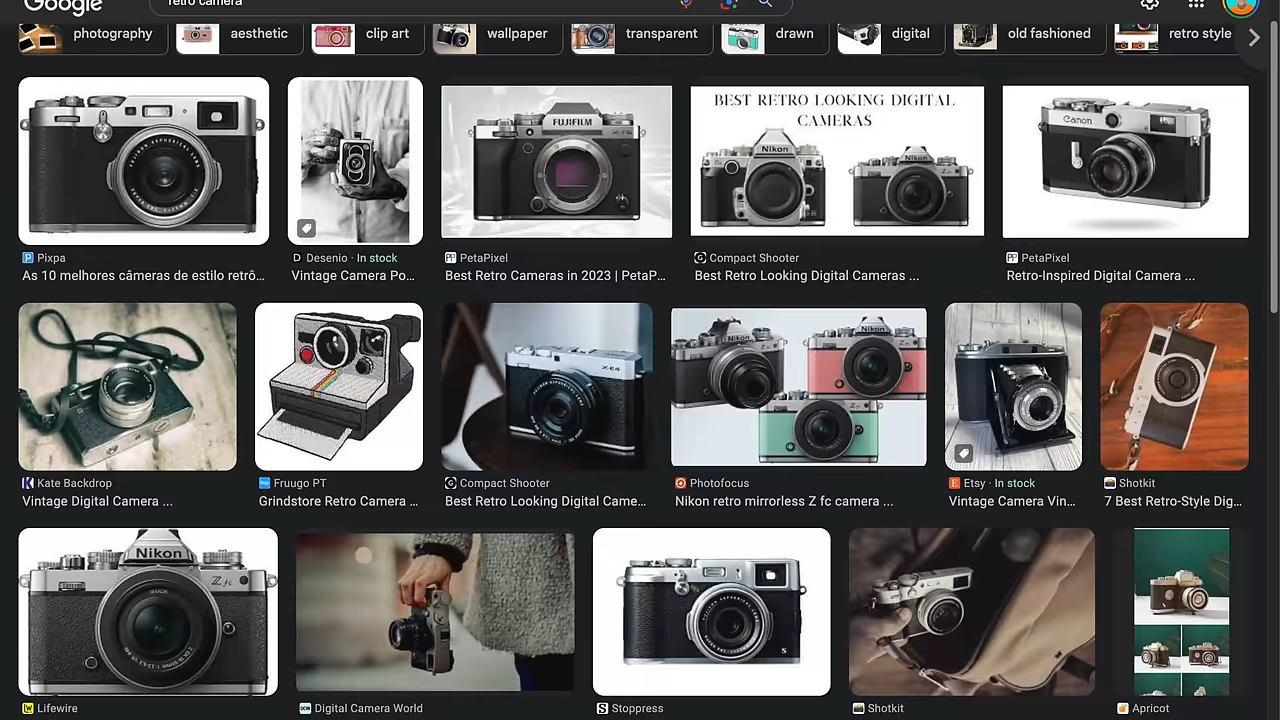 Google
retro camera
photography
aesthetic
clip art
wallpaper
transparent
drawn
digital
old fashioned
retro style
FUJIFILM
BEST RETRO LOOKING DIGITAL
CAMERAS
Nikon
Nikon
Canon
Pixpa
As 10 melhores câmeras de estilo retrô...
Desenio · In stock
Vintage Camera Po...
PetaPixel
Best Retro Cameras in 2023 | PetaP...
Compact Shooter
Best Retro Looking Digital Cameras ...
PetaPixel
Retro-Inspired Digital Camera ...
X-E4
Nikon
Nikon
Kate Backdrop
Vintage Digital Camera ...
Fruugo PT
Grindstore Retro Camera ...
Compact Shooter
Best Retro Looking Digital Came...
Photofocus
Nikon retro mirrorless Z fc camera ...
Etsy · In stock
Vintage Camera Vin...
Shotkit
7 Best Retro-Style Dig...
Nikon
Z fc
Lifewire
Digital Camera World
Stoppress
Shotkit
Apricot